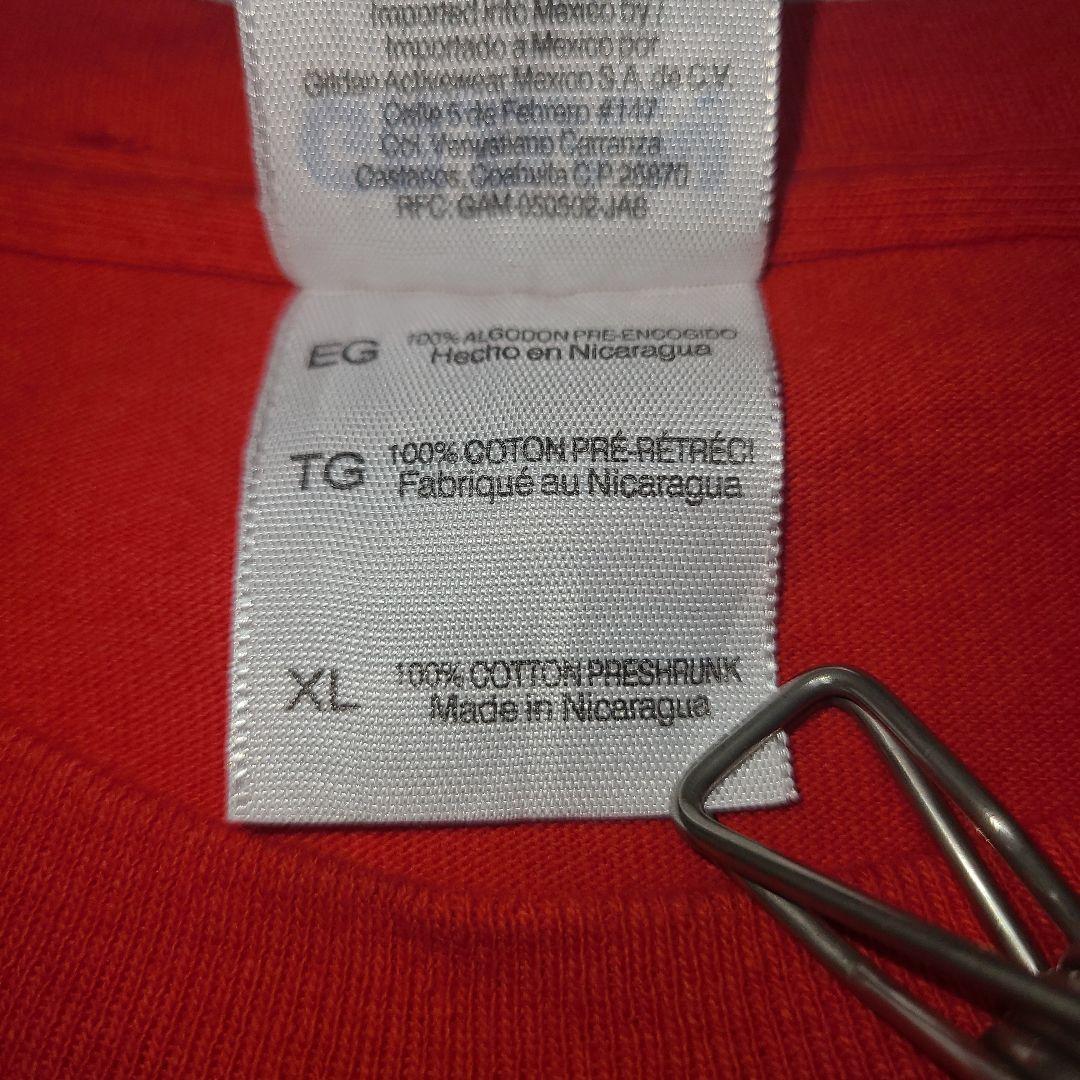 Imported into Mexico by /
Importado a Mexico por
Gildan Activewear Mexico S.A. de C.V.
Calle 5 de Febrero #117
Col. Venustiano Carranza
Castaños, Coahuila C.P. 25870
RFC: GAM-050502-JA6
EG 100% ALGODON PRE-ENCOGIDO
Hecho en Nicaragua
TG 100% COTON PRÉ-RÉTRÉCI
Fabriqué au Nicaragua
XL 100% COTTON PRESHRUNK
Made in Nicaragua